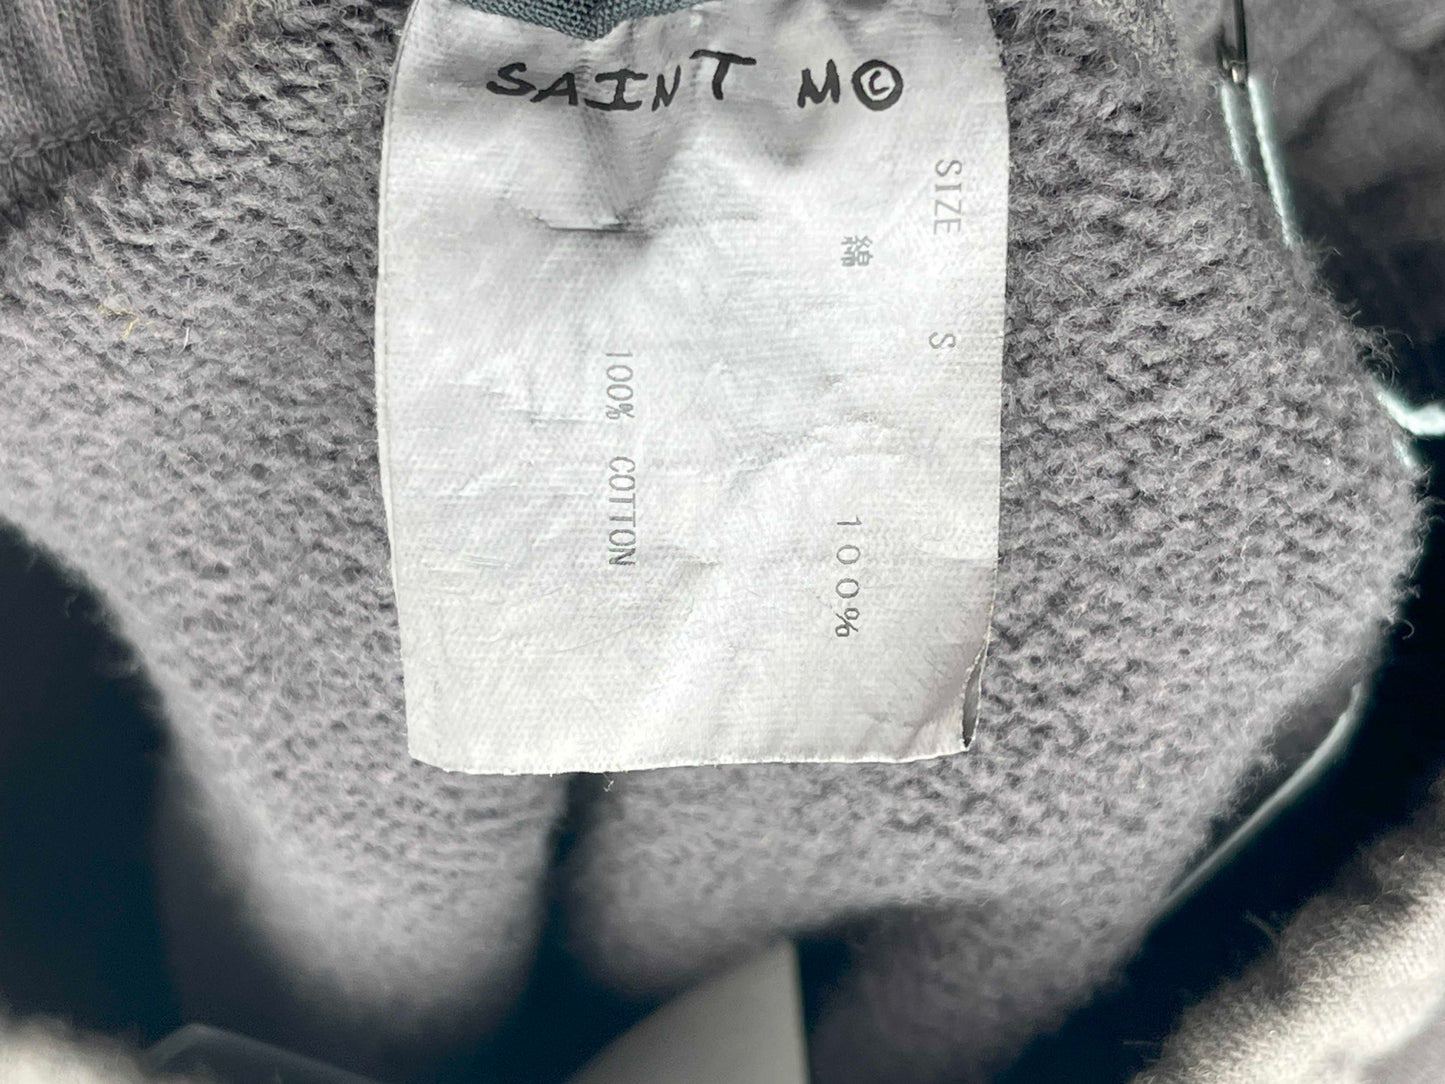 SAINT M©
SIZE S
綿 100%
100% COTTON